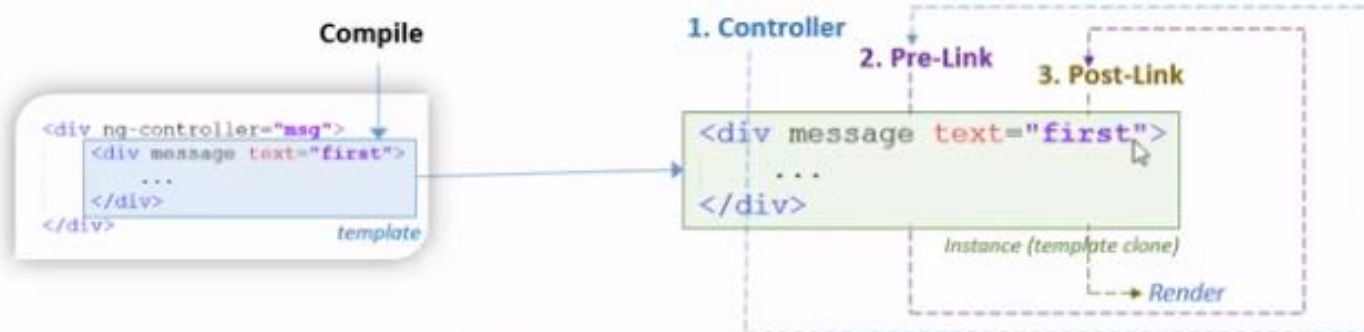 Compile
<div ng-controller="msg">
<div message text="first">
...
</div>
</div>
template
1. Controller
2. Pre-Link
3. Post-Link
<div message text="first">
...
</div>
Instance (template clone)
Render